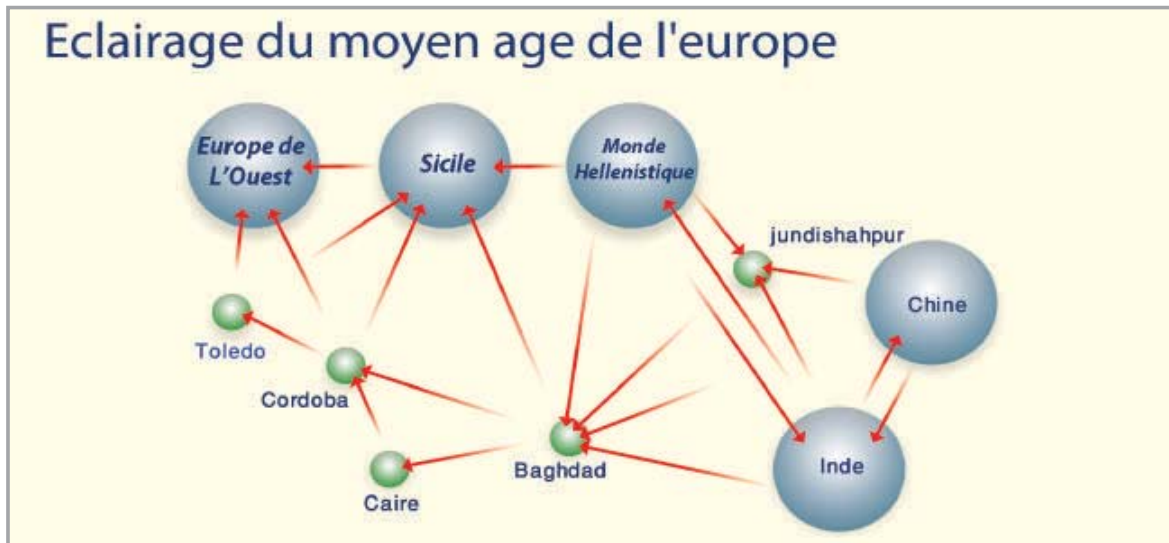 Eclairage du moyen age de l'europe
Europe de
L'Ouest
Sicile
Monde
Hellenistique
jundishahpur
Chine
Toledo
Cordoba
Baghdad
Inde
Caire